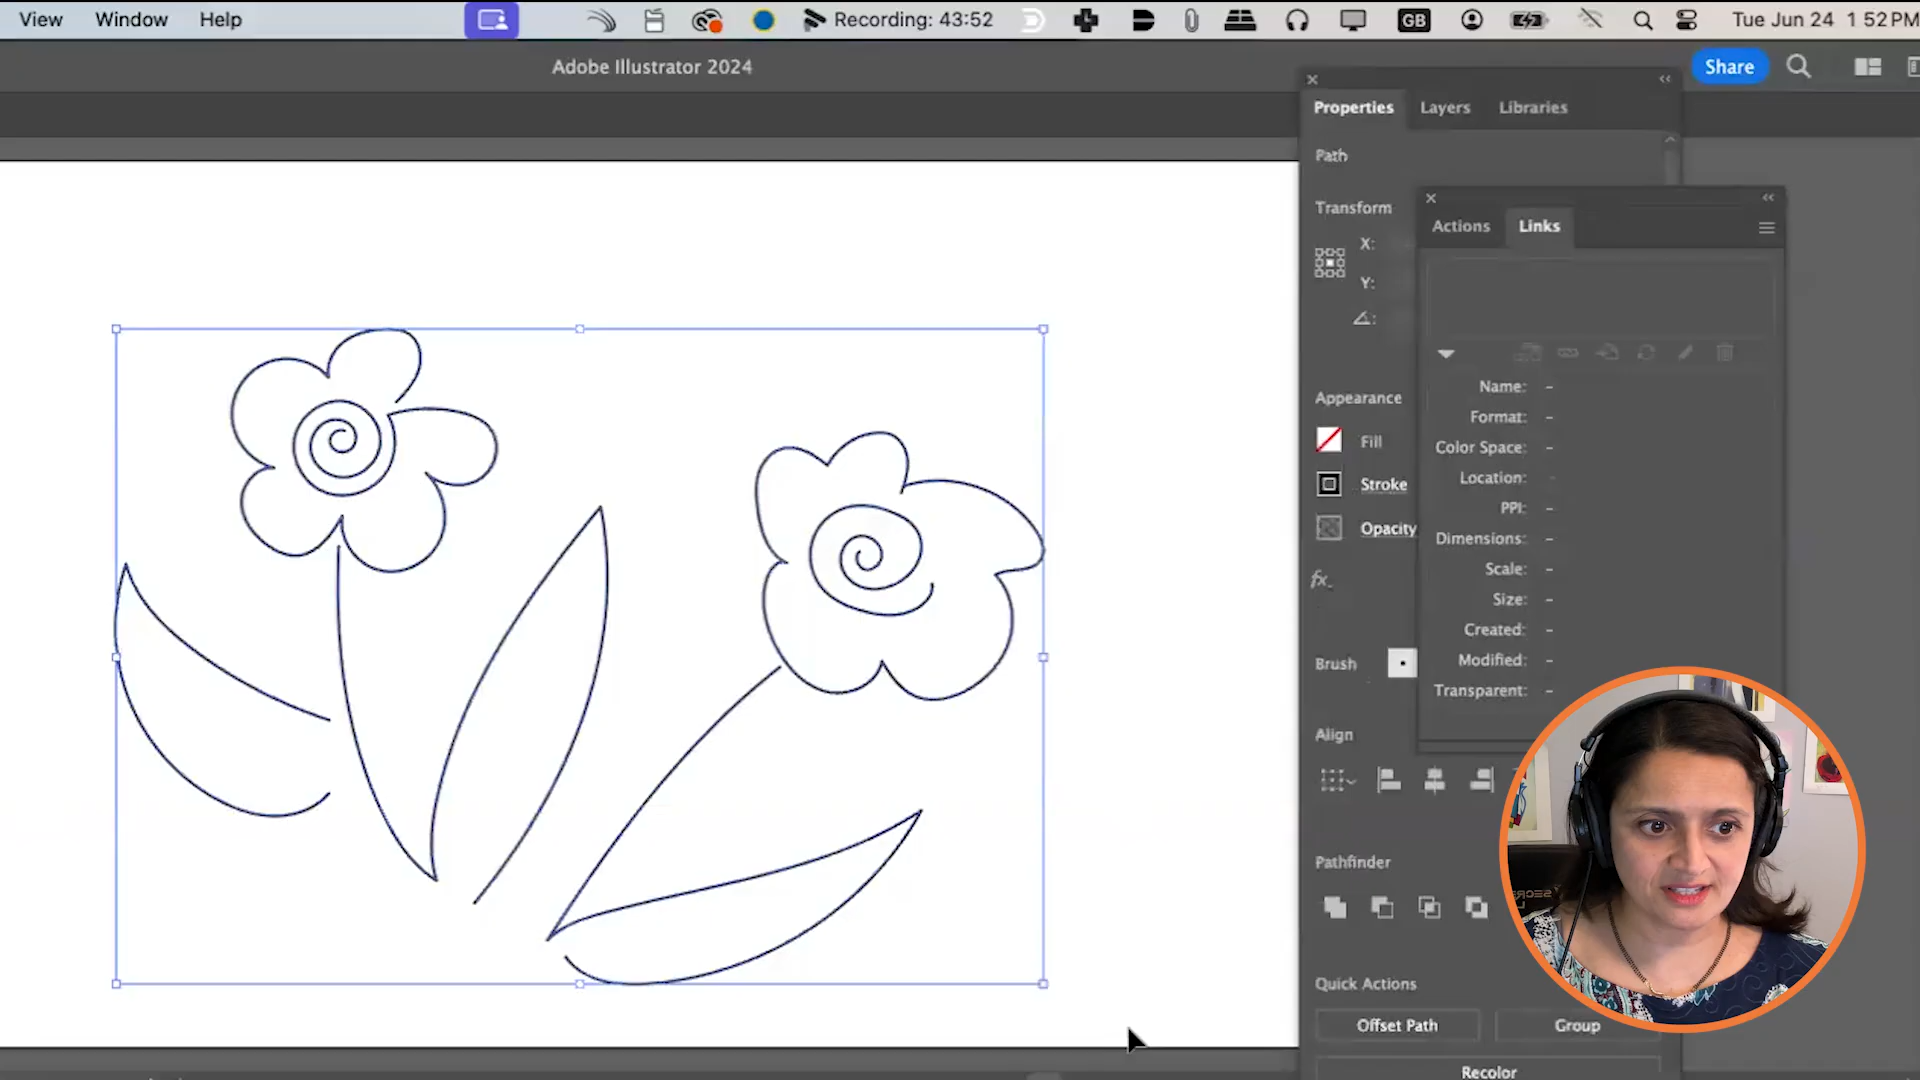 View Window Help Recording: 43:52 GB Tue Jun 24 1 52 PM
Adobe Illustrator 2024
Share
Properties Layers Libraries
Path
Transform
X:
Y:
Actions Links
Name: –
Format: –
Color Space: –
Location:
PPI: –
Dimensions: –
Scale: –
Size: –
Created: –
Modified: –
Transparent: –
Appearance
Fill
Stroke
Opacity
fx.
Brush
Align
Pathfinder
Quick Actions
Offset Path Group
Recolor